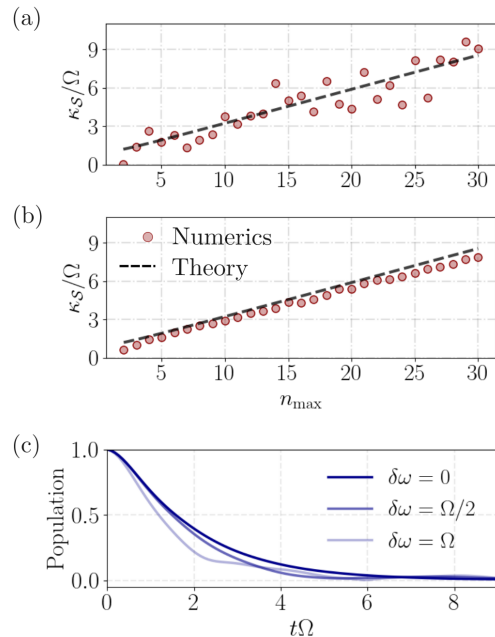 (a)
9
6
3
0
κ_𝒮/Ω
5 10 15 20 25 30
(b)
9
6
3
0
κ_𝒮/Ω
Numerics
Theory
5 10 15 20 25 30
n_max
(c)
1.0
0.5
0.0
Population
δω = 0
δω = Ω/2
δω = Ω
0 2 4 6 8
tΩ